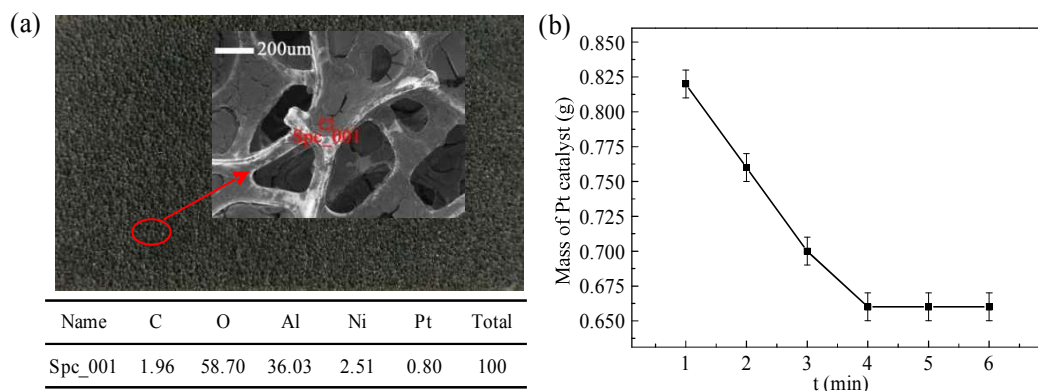 (a)
200um
Spc_001
Name C O Al Ni Pt Total
Spc_001 1.96 58.70 36.03 2.51 0.80 100
(b)
Mass of Pt catalyst (g)
0.850
0.825
0.800
0.775
0.750
0.725
0.700
0.675
0.650
1 2 3 4 5 6
t (min)